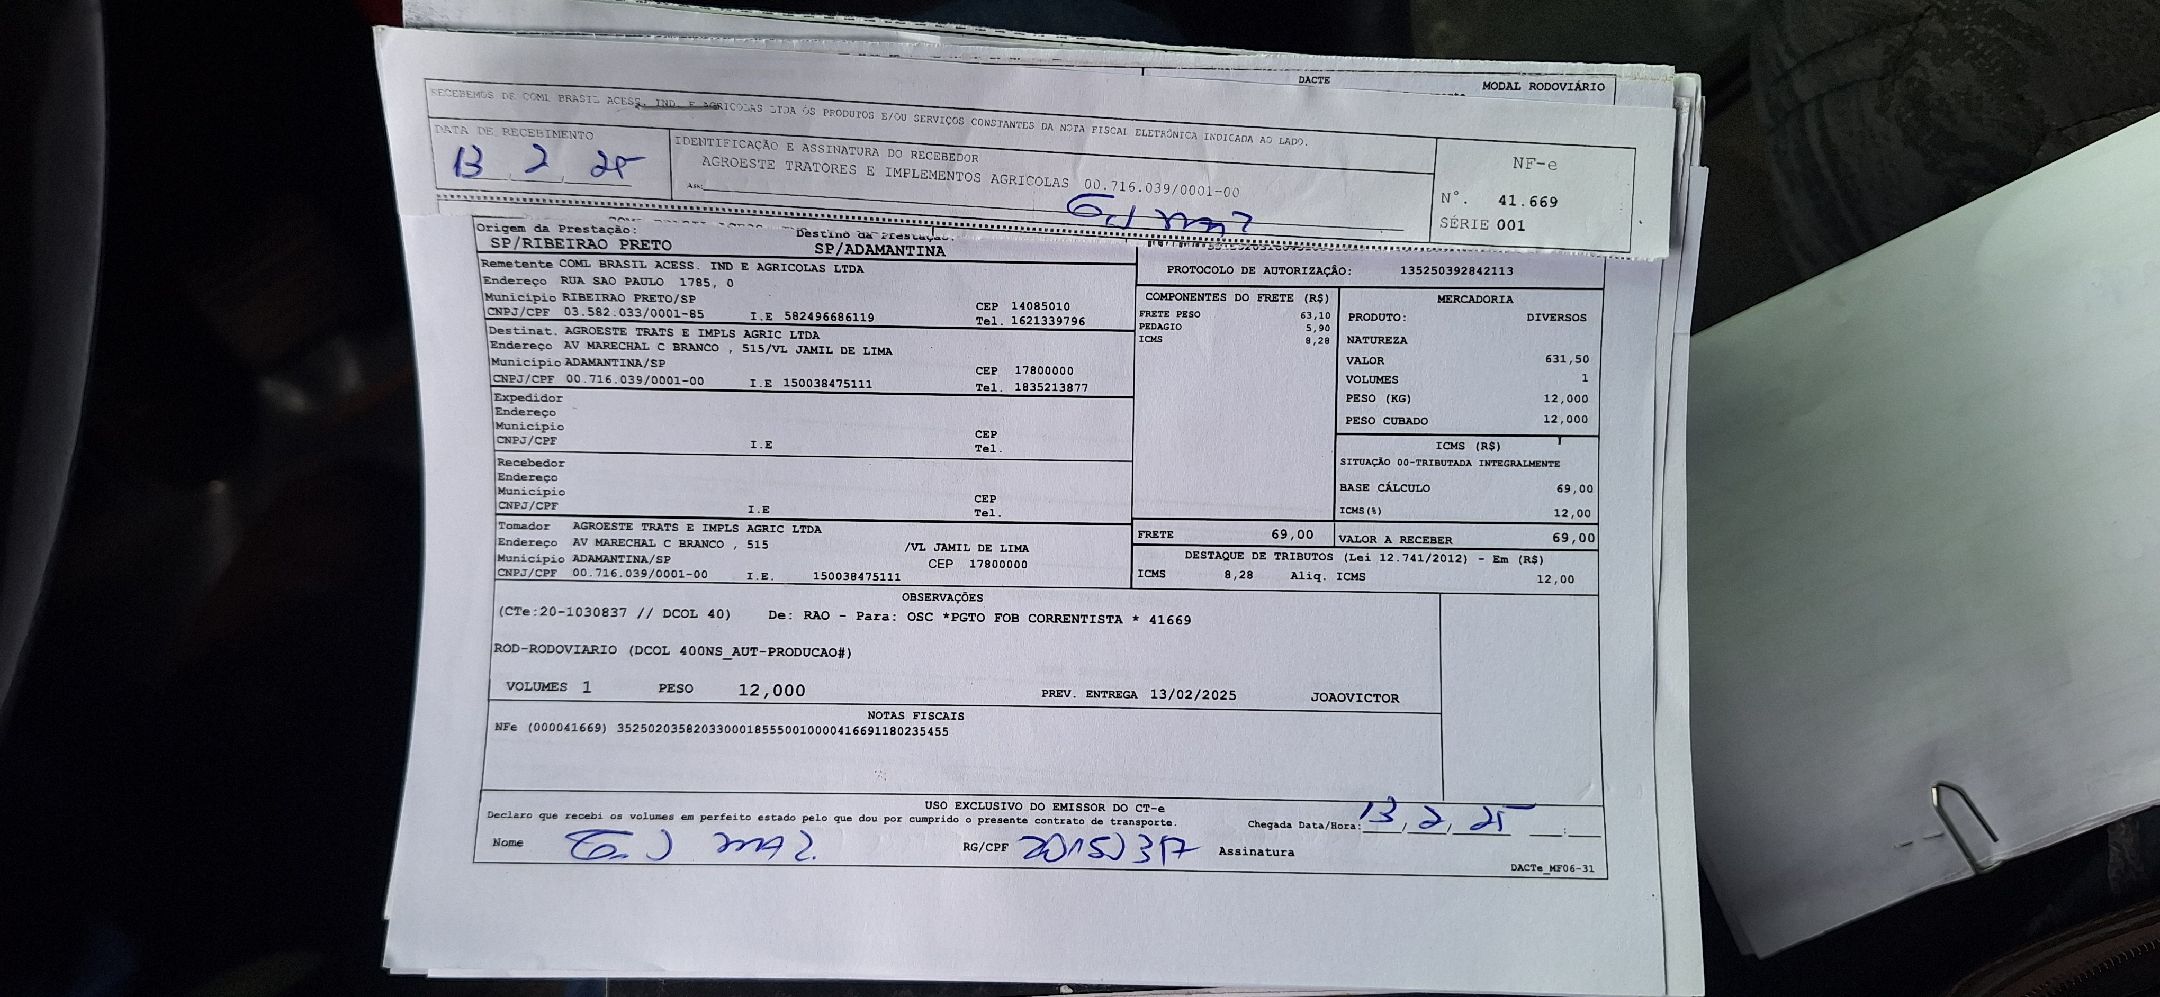 DACTE
MODAL RODOVIÁRIO
RECEBEMOS DE COML BRASIL ACESS. IND E AGRICOLAS LTDA OS PRODUTOS E/OU SERVIÇOS CONSTANTES DA NOTA FISCAL ELETRÔNICA INDICADA AO LADO.
DATA DE RECEBIMENTO
13 2 25
IDENTIFICAÇÃO E ASSINATURA DO RECEBEDOR
AGROESTE TRATORES E IMPLEMENTOS AGRICOLAS 00.716.039/0001-00
Ass:
NF-e
N°. 41.669
SÉRIE 001
Origem da Prestação:
SP/RIBEIRAO PRETO
Destino da Prestação:
SP/ADAMANTINA
Remetente COML BRASIL ACESS. IND E AGRICOLAS LTDA
Endereço RUA SAO PAULO 1785, 0
Município RIBEIRAO PRETO/SP CEP 14085010
CNPJ/CPF 03.582.033/0001-85 I.E 582496686119 Tel. 1621339796
Destinat. AGROESTE TRATS E IMPLS AGRIC LTDA
Endereço AV MARECHAL C BRANCO , 515/VL JAMIL DE LIMA
Município ADAMANTINA/SP CEP 17800000
CNPJ/CPF 00.716.039/0001-00 I.E 150038475111 Tel. 1835213877
Expedidor
Endereço
Município CEP
CNPJ/CPF I.E Tel.
Recebedor
Endereço
Município CEP
CNPJ/CPF I.E Tel.
Tomador AGROESTE TRATS E IMPLS AGRIC LTDA
Endereço AV MARECHAL C BRANCO , 515 /VL JAMIL DE LIMA
Município ADAMANTINA/SP CEP 17800000
CNPJ/CPF 00.716.039/0001-00 I.E. 150038475111
PROTOCOLO DE AUTORIZAÇÃO: 135250392842113
COMPONENTES DO FRETE (R$)
FRETE PESO 63,10
PEDAGIO 5,90
ICMS 8,28
MERCADORIA
PRODUTO: DIVERSOS
NATUREZA
VALOR 631,50
VOLUMES 1
PESO (KG) 12,000
PESO CUBADO 12,000
ICMS (R$)
SITUAÇÃO 00-TRIBUTADA INTEGRALMENTE
BASE CÁLCULO 69,00
ICMS(%) 12,00
FRETE 69,00 VALOR A RECEBER 69,00
DESTAQUE DE TRIBUTOS (Lei 12.741/2012) - Em (R$)
ICMS 8,28 Aliq. ICMS 12,00
OBSERVAÇÕES
(CTe:20-1030837 // DCOL 40) De: RAO - Para: OSC *PGTO FOB CORRENTISTA * 41669
ROD-RODOVIARIO (DCOL 400NS_AUT-PRODUCAO#)
VOLUMES 1 PESO 12,000 PREV. ENTREGA 13/02/2025 JOAOVICTOR
NOTAS FISCAIS
NFe (000041669) 35250203582033000185550010000416691180235455
USO EXCLUSIVO DO EMISSOR DO CT-e
Declaro que recebi os volumes em perfeito estado pelo que dou por cumprido o presente contrato de transporte. Chegada Data/Hora: 13, 2, 25 __:__
Nome RG/CPF Assinatura
DACTe_MF06-31